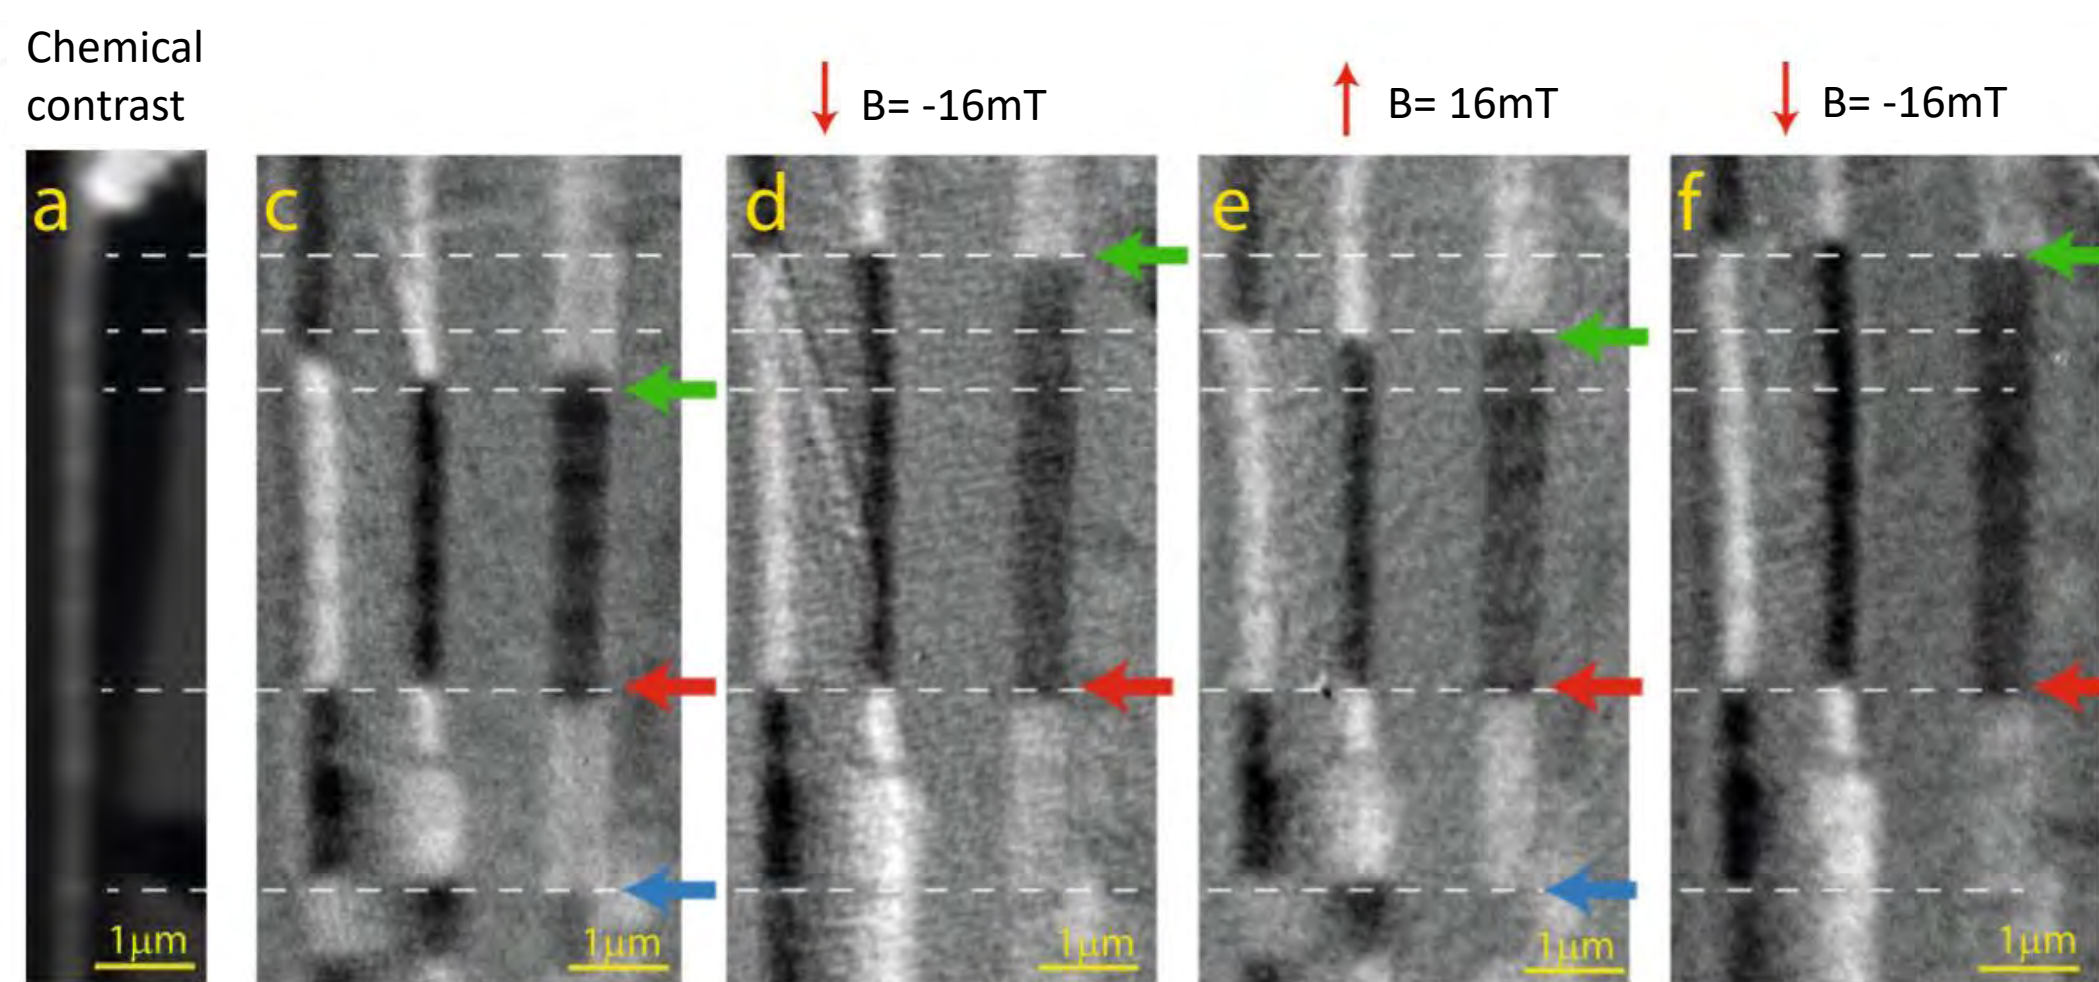 Chemical
contrast
B= -16mT
B= 16mT
B= -16mT
a
c
d
e
f
1μm
1μm
1μm
1μm
1μm